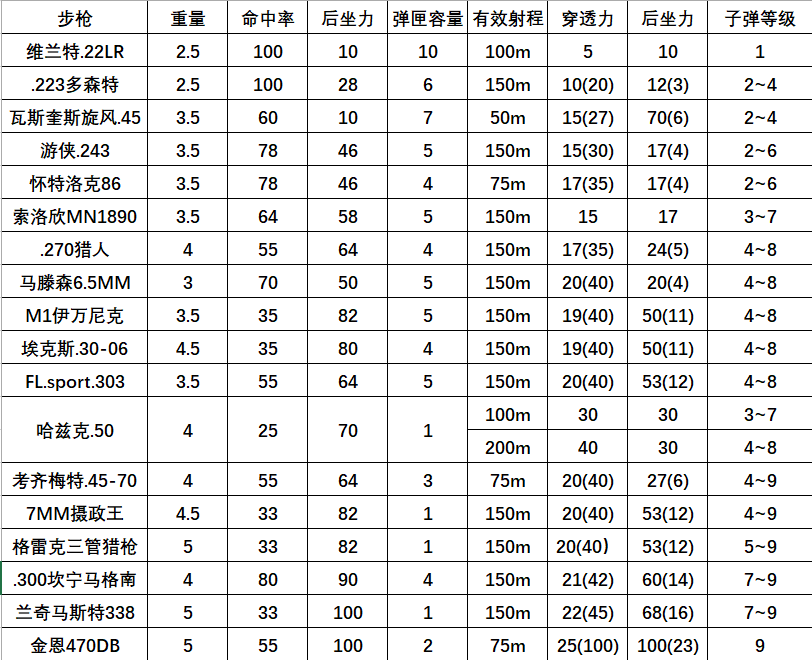 步枪 重量 命中率 后坐力 弹匣容量 有效射程 穿透力 后坐力 子弹等级
维兰特.22LR 2.5 100 10 10 100m 5 10 1
.223多森特 2.5 100 28 6 150m 10(20) 12(3) 2~4
瓦斯奎斯旋风.45 3.5 60 10 7 50m 15(27) 70(6) 2~4
游侠.243 3.5 78 46 5 150m 15(30) 17(4) 2~6
怀特洛克86 3.5 78 46 4 75m 17(35) 17(4) 2~6
索洛欣MN1890 3.5 64 58 5 150m 15 17 3~7
.270猎人 4 55 64 4 150m 17(35) 24(5) 4~8
马滕森6.5MM 3 70 50 5 150m 20(40) 20(4) 4~8
M1伊万尼克 3.5 35 82 5 150m 19(40) 50(11) 4~8
埃克斯.30-06 4.5 35 80 4 150m 19(40) 50(11) 4~8
FL.sport.303 3.5 55 64 5 150m 20(40) 53(12) 4~8
哈兹克.50 4 25 70 1 100m 30 30 3~7
200m 40 30 4~8
考齐梅特.45-70 4 55 64 3 75m 20(40) 27(6) 4~9
7MM摄政王 4.5 33 82 1 150m 20(40) 53(12) 4~9
格雷克三管猎枪 5 33 82 1 150m 20(40) 53(12) 5~9
.300坎宁马格南 4 80 90 4 150m 21(42) 60(14) 7~9
兰奇马斯特338 5 33 100 1 150m 22(45) 68(16) 7~9
金恩470DB 5 55 100 2 75m 25(100) 100(23) 9